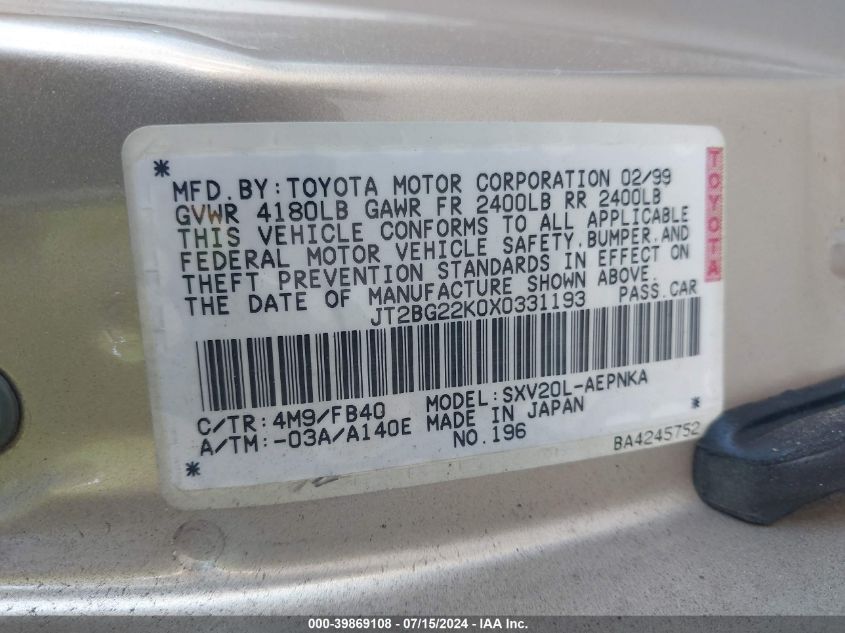 MFD.BY:TOYOTA MOTOR CORPORATION 02/99
GVWR 4180LB GAWR FR 2400LB RR 2400LB
THIS VEHICLE CONFORMS TO ALL APPLICABLE
FEDERAL MOTOR VEHICLE SAFETY,BUMPER,AND
THEFT PREVENTION STANDARDS IN EFFECT ON
THE DATE OF MANUFACTURE SHOWN ABOVE.
JT2BG22K0X0331193 PASS.CAR
TOYOTA
C/TR:4M9/FB40 MODEL:SXV20L-AEPNKA
A/TM:-03A/A140E MADE IN JAPAN
NO.196 BA4245752
000-39869108 - 07/15/2024 - IAAI.COM